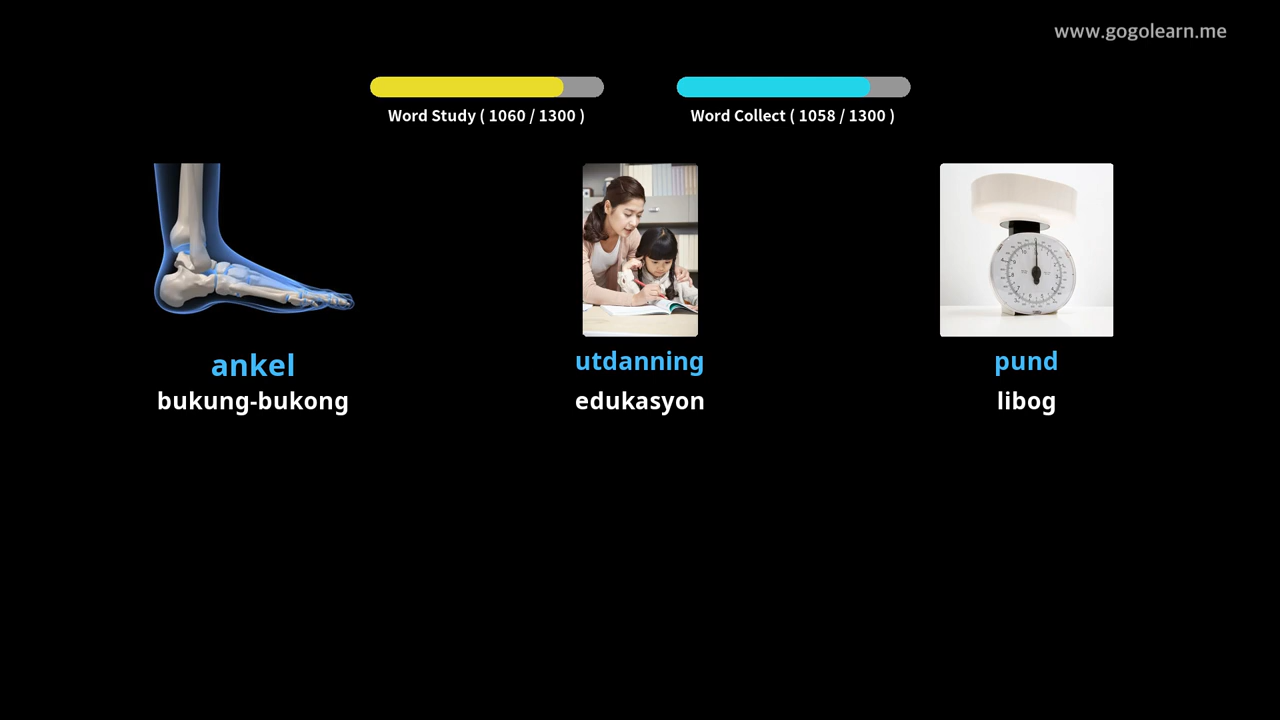 www.gogolearn.me
Word Study ( 1060 / 1300 )
Word Collect ( 1058 / 1300 )
ankel
utdanning
pund
bukung-bukong
edukasyon
libog